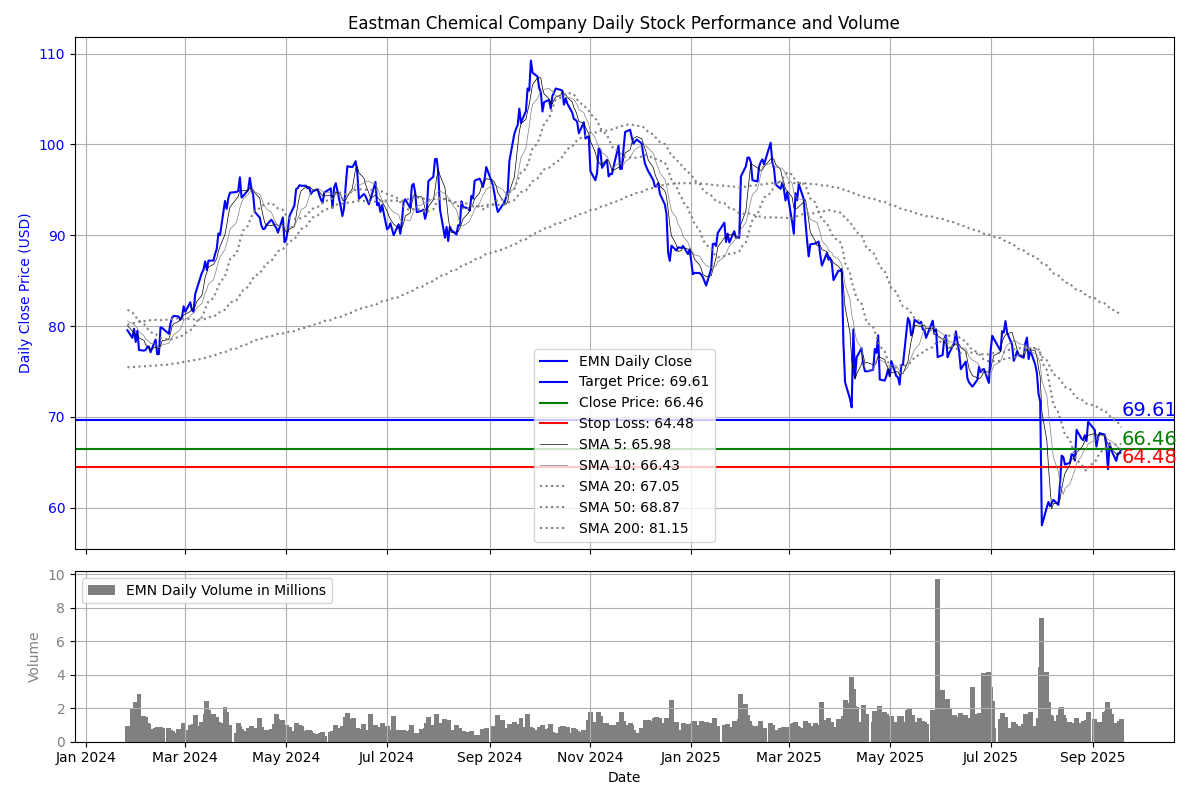 Eastman Chemical Company Daily Stock Performance and Volume
Daily Close Price (USD)
110
100
90
80
70
60
EMN Daily Close
Target Price: 69.61
Close Price: 66.46
Stop Loss: 64.48
SMA 5: 65.98
SMA 10: 66.43
SMA 20: 67.05
SMA 50: 68.87
SMA 200: 81.15
69.61
66.46
64.48
Volume
10
8
6
4
2
0
EMN Daily Volume in Millions
Jan 2024 Mar 2024 May 2024 Jul 2024 Sep 2024 Nov 2024 Jan 2025 Mar 2025 May 2025 Jul 2025 Sep 2025
Date